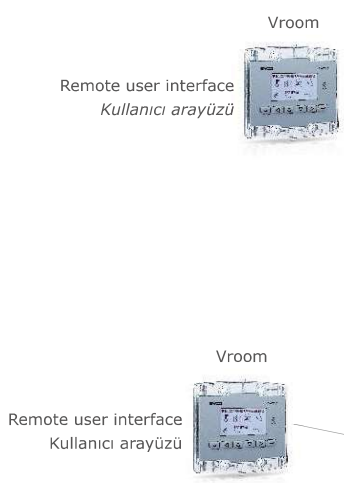 Vroom
Remote user interface
Kullanıcı arayüzü
Vroom
Remote user interface
Kullanıcı arayüzü